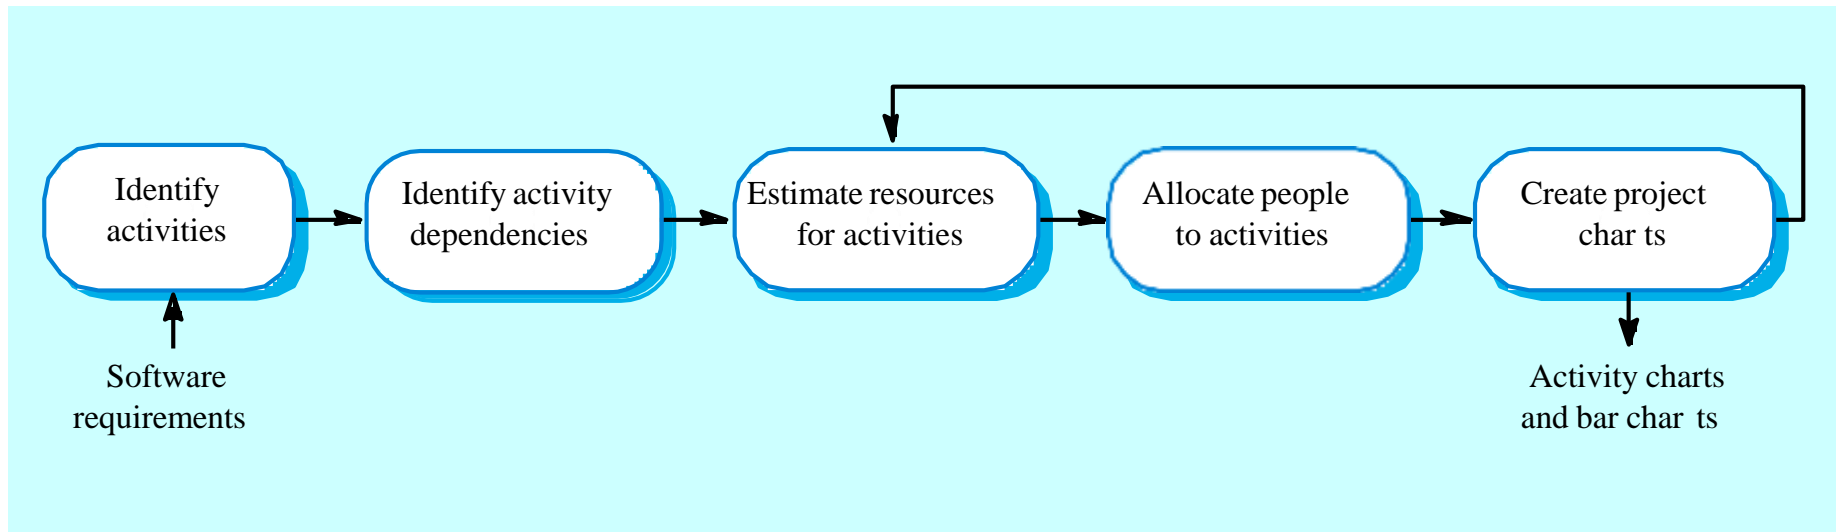 Identify
activities
Identify activity
dependencies
Estimate resources
for activities
Allocate people
to activities
Create project
char ts
Software
requirements
Activity charts
and bar char ts